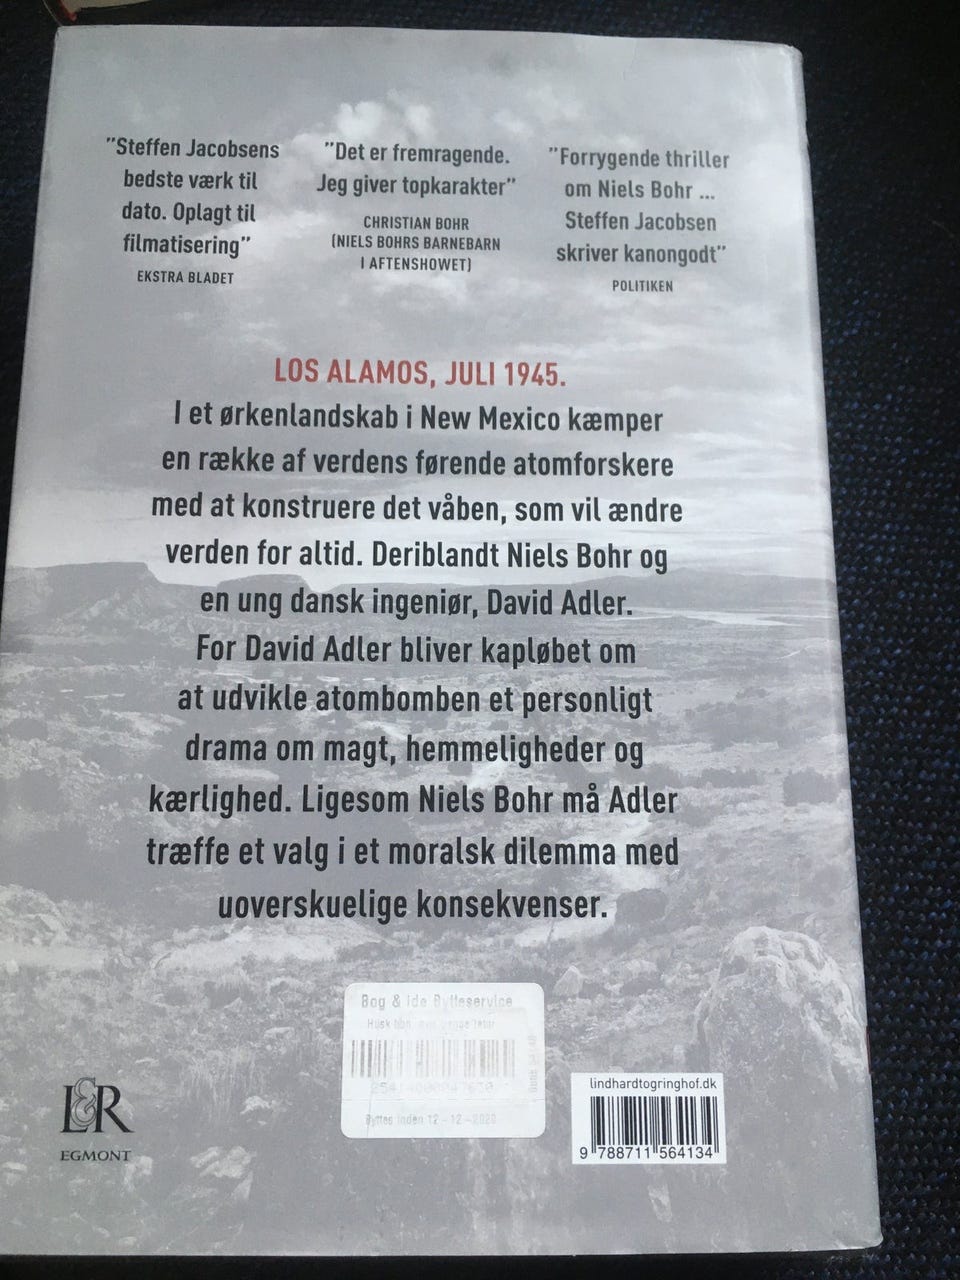 "Steffen Jacobsens
bedste værk til
dato. Oplagt til
filmatisering"
EKSTRA BLADET
"Det er fremragende.
Jeg giver topkarakter"
CHRISTIAN BOHR
(NIELS BOHRS BARNEBARN
I AFTENSHOWET)
"Forrygende thriller
om Niels Bohr ...
Steffen Jacobsen
skriver kanongodt"
POLITIKEN
LOS ALAMOS, JULI 1945.
I et ørkenlandskab i New Mexico kæmper
en række af verdens førende atomforskere
med at konstruere det våben, som vil ændre
verden for altid. Deriblandt Niels Bohr og
en ung dansk ingeniør, David Adler.
For David Adler bliver kapløbet om
at udvikle atombomben et personligt
drama om magt, hemmeligheder og
kærlighed. Ligesom Niels Bohr må Adler
træffe et valg i et moralsk dilemma med
uoverskuelige konsekvenser.
Bog & ide Bytteservice
Husk
Byttes inden 12-12-2020
L&R
EGMONT
lindhardtogringhof.dk
9 788711 564134